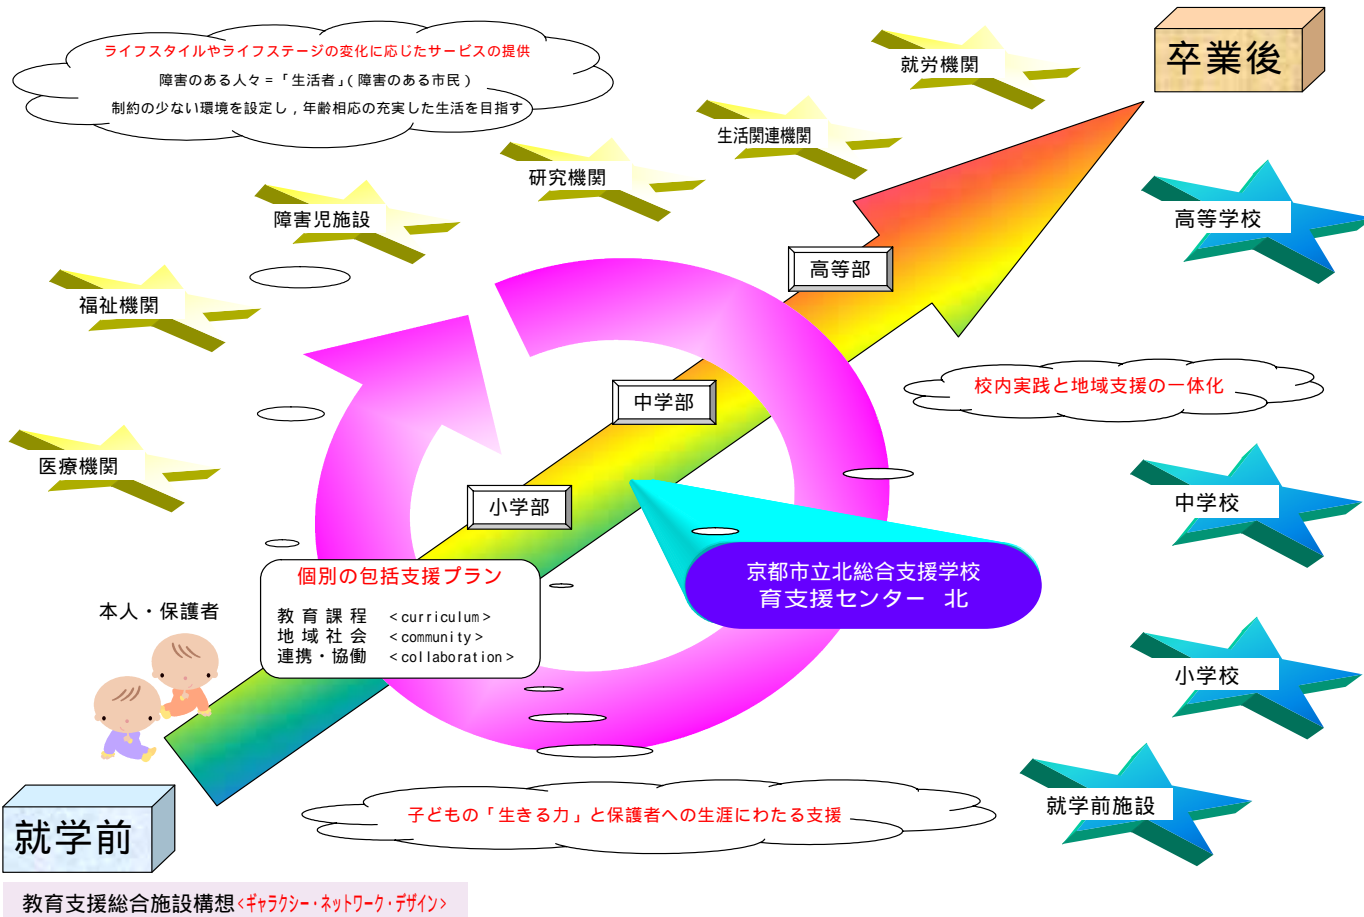 ライフスタイルやライフステージの変化に応じたサービスの提供
障害のある人々=「生活者」(障害のある市民)
制約の少ない環境を設定し,年齢相応の充実した生活を目指す
就労機関
卒業後
生活関連機関
研究機関
障害児施設
高等学校
福祉機関
高等部
校内実践と地域支援の一体化
中学部
医療機関
中学校
小学部
京都市立北総合支援学校
育支援センター 北
個別の包括支援プラン
教育課程 <curriculum>
地域社会 <community>
連携・協働 <collaboration>
本人・保護者
小学校
就学前施設
子どもの「生きる力」と保護者への生涯にわたる支援
就学前
教育支援総合施設構想<ギャラクシー・ネットワーク・デザイン>